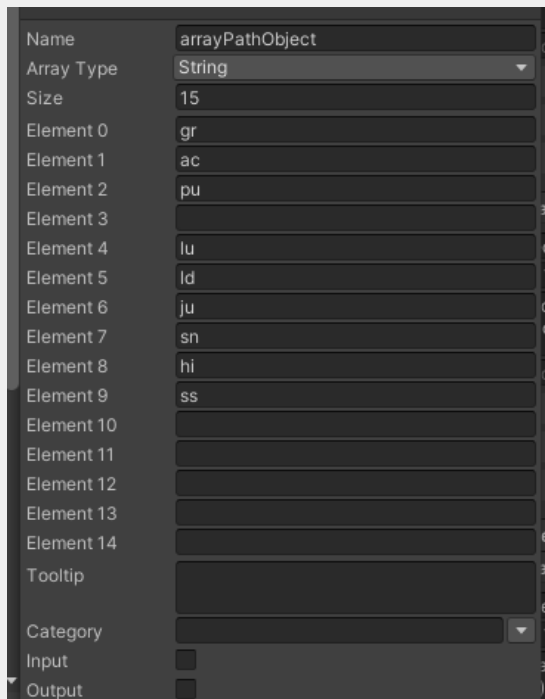 Name arrayPathObject
Array Type String
Size 15
Element 0 gr
Element 1 ac
Element 2 pu
Element 3
Element 4 lu
Element 5 ld
Element 6 ju
Element 7 sn
Element 8 hi
Element 9 ss
Element 10
Element 11
Element 12
Element 13
Element 14
Tooltip
Category
Input
Output